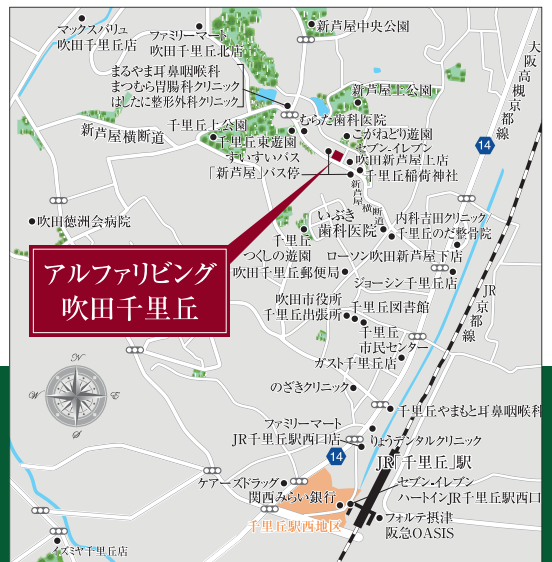 マックスバリュ
吹田千里丘店
ファミリーマート
吹田千里丘北店
新芦屋中央公園
まるやま耳鼻咽喉科
まつむら胃腸科クリニック
はしたに整形外科クリニック
新芦屋上公園
大阪高槻京都線
14
新芦屋横断道
千里丘上公園
千里丘東遊園
むらた歯科医院
こがねどり遊園
セブン-イレブン
吹田新芦屋上店
すいすいバス
「新芦屋」バス停
千里丘稲荷神社
新芦屋横断道
吹田徳洲会病院
いぶき
歯科医院
内科吉田クリニック
千里丘のだ整骨院
千里丘
つくしの遊園
ローソン吹田新芦屋下店
吹田千里丘郵便局
ジョーシン千里丘店
JR京都線
アルファリビング
吹田千里丘
吹田市役所
千里丘出張所
千里丘図書館
千里丘
市民センター
ガスト千里丘店
N
W
E
S
のざきクリニック
千里丘やまもと耳鼻咽喉科
ファミリーマート
JR千里丘駅西口店
りょうデンタルクリニック
14
JR「千里丘」駅
ケアーズドラッグ
関西みらい銀行
セブン-イレブン
ハートインJR千里丘駅西口
千里丘駅西地区
フォルテ摂津
阪急OASIS
イズミヤ千里丘店